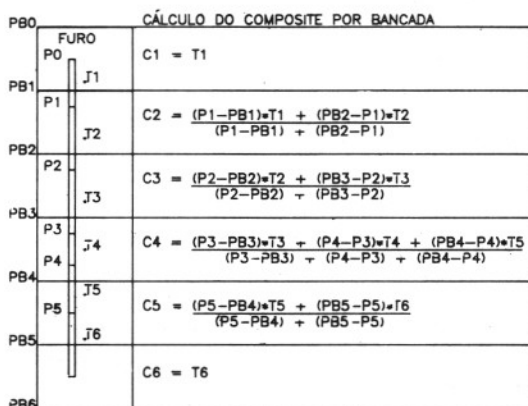 PB0
CÁLCULO DO COMPOSITE POR BANCADA
FURO
P0
T1
C1 = T1
PB1
P1
T2
C2 = (P1-PB1)*T1 + (PB2-P1)*T2
(P1-PB1) + (PB2-P1)
PB2
P2
T3
C3 = (P2-PB2)*T2 + (PB3-P2)*T3
(P2-PB2) + (PB3-P2)
PB3
P3
T4
P4
C4 = (P3-PB3)*T3 + (P4-P3)*T4 + (PB4-P4)*T5
(P3-PB3) + (P4-P3) + (PB4-P4)
PB4
T5
P5
T6
C5 = (P5-PB4)*T5 + (PB5-P5)*T6
(P5-PB4) + (PB5-P5)
PB5
C6 = T6
PB6